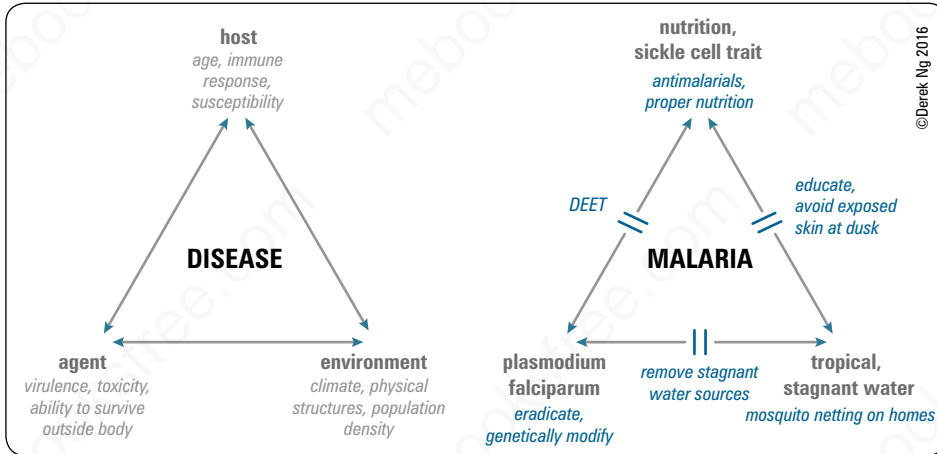 host
age, immune
response,
susceptibility
DISEASE
agent
virulence, toxicity,
ability to survive
outside body
environment
climate, physical
structures, population
density
nutrition,
sickle cell trait
antimalarials,
proper nutrition
DEET
educate,
avoid exposed
skin at dusk
MALARIA
plasmodium
falciparum
eradicate,
genetically modify
remove stagnant
water sources
tropical,
stagnant water
mosquito netting on homes
©Derek Ng 2016